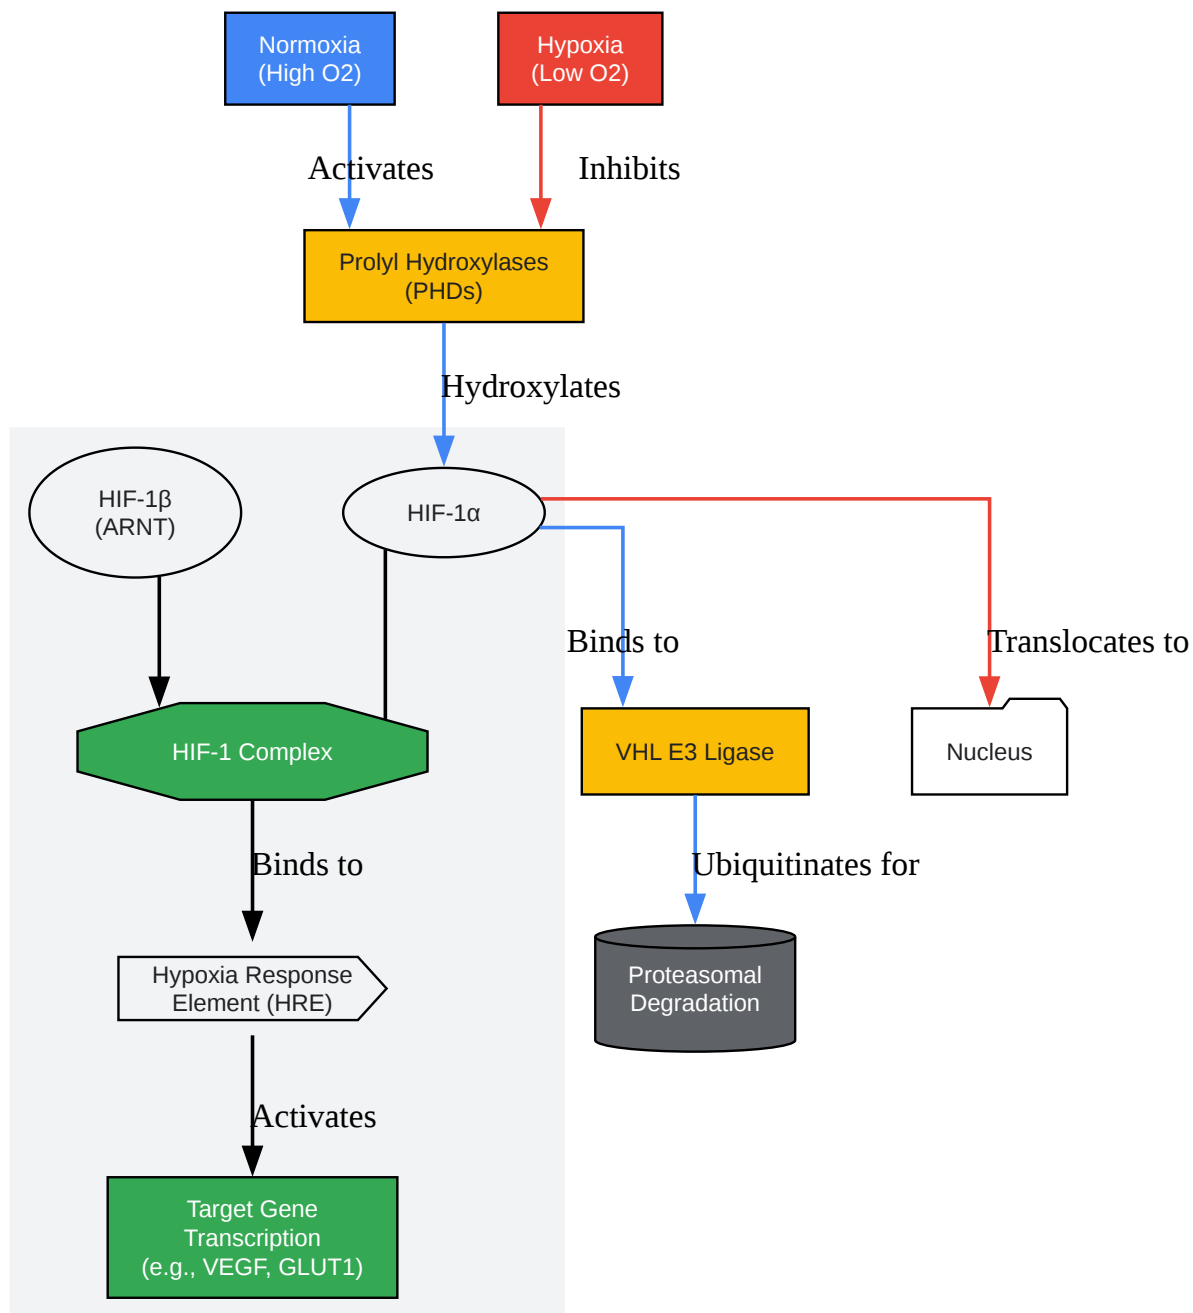 Normoxia
(High O2)
Hypoxia
(Low O2)
Activates
Inhibits
Prolyl Hydroxylases
(PHDs)
Hydroxylates
HIF-1β
(ARNT)
HIF-1α
Binds to
Translocates to
HIF-1 Complex
VHL E3 Ligase
Nucleus
Binds to
Ubiquitinates for
Hypoxia Response
Element (HRE)
Proteasomal
Degradation
Activates
Target Gene
Transcription
(e.g., VEGF, GLUT1)